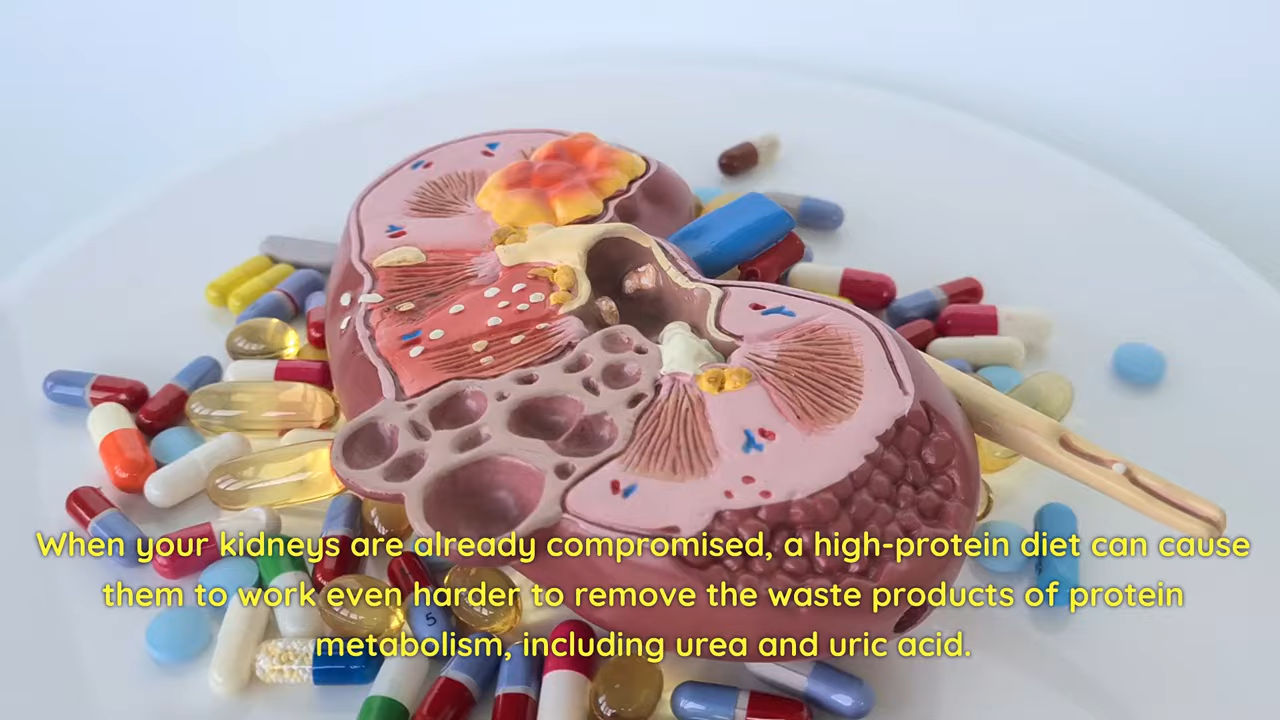 When your kidneys are already compromised, a high-protein diet can cause
them to work even harder to remove the waste products of protein
metabolism, including urea and uric acid.
5